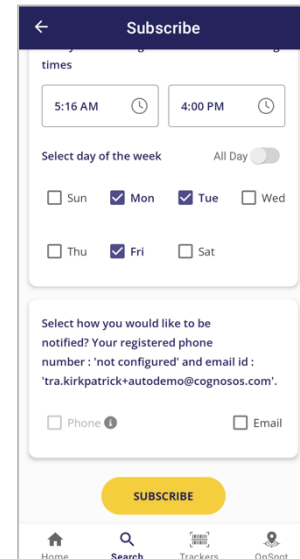 Subscribe
times
5:16 AM 4:00 PM
Select day of the week All Day
Sun Mon Tue Wed
Thu Fri Sat
Select how you would like to be
notified? Your registered phone
number : 'not configured' and email id :
'tra.kirkpatrick+autodemo@cognosos.com'.
Phone Email
SUBSCRIBE
Home Search Trackers OnSpot